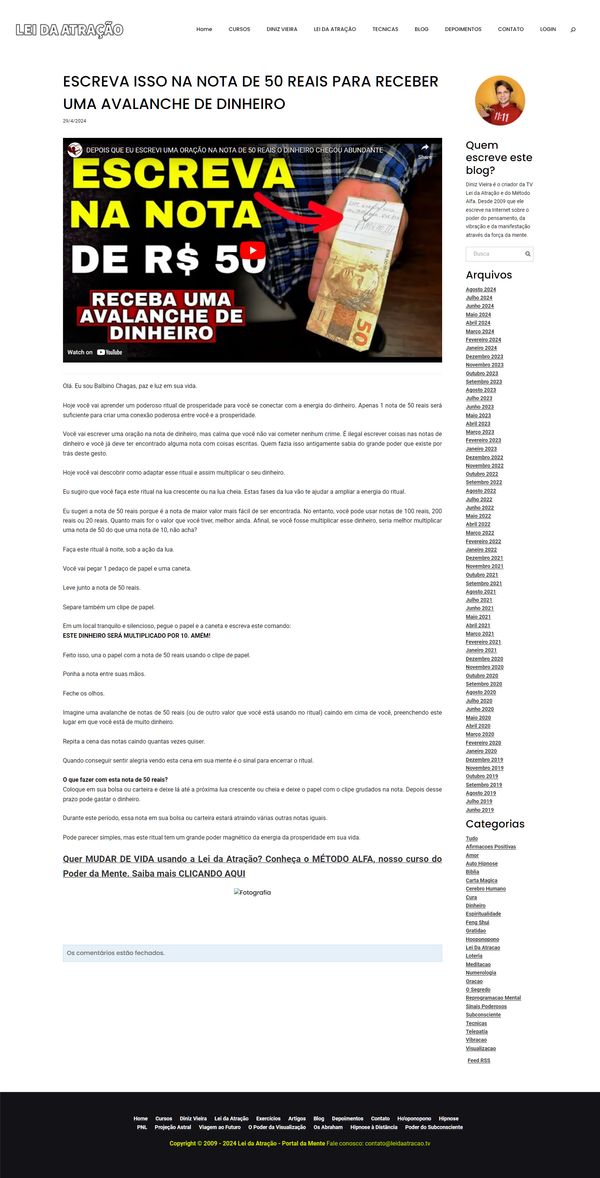 LEI DA ATRAÇÃO
Home
CURSOS
DINIZ VIEIRA
LEI DA ATRAÇÃO
TECNICAS
BLOG
DEPOIMENTOS
CONTATO
LOGIN
ESCREVA ISSO NA NOTA DE 50 REAIS PARA RECEBER
UMA AVALANCHE DE DINHEIRO
29/4/2024
DEPOIS QUE EU ESCREVI UMA ORAÇÃO NA NOTA DE 50 REAIS O DINHEIRO CHEGOU ABUNDANTE
Share
ESCREVA
NA NOTA
DE R$ 50
RECEBA UMA
AVALANCHE DE
DINHEIRO
50
Watch on YouTube
Olá. Eu sou Balbino Chagas, paz e luz em sua vida.
Hoje você vai aprender um poderoso ritual de prosperidade para você se conectar com a energia do dinheiro. Apenas 1 nota de 50 reais será
suficiente para criar uma conexão poderosa entre você e a prosperidade.
Você vai escrever uma oração na nota de dinheiro, mas calma que você não vai cometer nenhum crime. É ilegal escrever coisas nas notas de
dinheiro e você já deve ter encontrado alguma nota com coisas escritas. Quem fazia isso antigamente sabia do grande poder que existe por
trás deste gesto.
Hoje você vai descobrir como adaptar esse ritual e assim multiplicar o seu dinheiro.
Eu sugiro que você faça este ritual na lua crescente ou na lua cheia. Estas fases da lua vão te ajudar a ampliar a energia do ritual.
Eu sugeri a nota de 50 reais porque é a nota de maior valor mais fácil de ser encontrada. No entanto, você pode usar notas de 100 reais, 200
reais ou 20 reais. Quanto mais for o valor que você tiver, melhor ainda. Afinal, se você fosse multiplicar esse dinheiro, seria melhor multiplicar
uma nota de 50 do que uma nota de 10, não acha?
Faça este ritual à noite, sob a ação da lua.
Você vai pegar 1 pedaço de papel e uma caneta.
Leve junto a nota de 50 reais.
Separe também um clipe de papel.
Em um local tranquilo e silencioso, pegue o papel e a caneta e escreva este comando:
ESTE DINHEIRO SERÁ MULTIPLICADO POR 10. AMÉM!
Feito isso, una o papel com a nota de 50 reais usando o clipe de papel.
Ponha a nota entre suas mãos.
Feche os olhos.
Imagine uma avalanche de notas de 50 reais (ou de outro valor que você está usando no ritual) caindo em cima de você, preenchendo este
lugar em que você está de muito dinheiro.
Repita a cena das notas caindo quantas vezes quiser.
Quando conseguir sentir alegria vendo esta cena em sua mente é o sinal para encerrar o ritual.
O que fazer com esta nota de 50 reais?
Coloque em sua bolsa ou carteira e deixe lá até a próxima lua crescente ou cheia e deixe o papel com o clipe grudados na nota. Depois desse
prazo pode gastar o dinheiro.
Durante este período, essa nota em sua bolsa ou carteira estará atraindo várias outras notas iguais.
Pode parecer simples, mas este ritual tem um grande poder magnético da energia da prosperidade em sua vida.
Quer MUDAR DE VIDA usando a Lei da Atração? Conheça o MÉTODO ALFA, nosso curso do
Poder da Mente. Saiba mais CLICANDO AQUI
Fotografia
Os comentários estão fechados.
Quem
escreve este
blog?
Diniz Vieira é o criador da TV
Lei da Atração e do Método
Alfa. Desde 2009 que ele
escreve na Internet sobre o
poder do pensamento, da
vibração e da manifestação
através da força da mente.
Busca
Arquivos
Agosto 2024
Julho 2024
Junho 2024
Maio 2024
Abril 2024
Março 2024
Fevereiro 2024
Janeiro 2024
Dezembro 2023
Novembro 2023
Outubro 2023
Setembro 2023
Agosto 2023
Julho 2023
Junho 2023
Maio 2023
Abril 2023
Março 2023
Fevereiro 2023
Janeiro 2023
Dezembro 2022
Novembro 2022
Outubro 2022
Setembro 2022
Agosto 2022
Julho 2022
Junho 2022
Maio 2022
Abril 2022
Março 2022
Fevereiro 2022
Janeiro 2022
Dezembro 2021
Novembro 2021
Outubro 2021
Setembro 2021
Agosto 2021
Julho 2021
Junho 2021
Maio 2021
Abril 2021
Março 2021
Fevereiro 2021
Janeiro 2021
Dezembro 2020
Novembro 2020
Outubro 2020
Setembro 2020
Agosto 2020
Julho 2020
Junho 2020
Maio 2020
Abril 2020
Março 2020
Fevereiro 2020
Janeiro 2020
Dezembro 2019
Novembro 2019
Outubro 2019
Setembro 2019
Agosto 2019
Julho 2019
Junho 2019
Categorias
Tudo
Afirmacoes Positivas
Amor
Auto Hipnose
Biblia
Carta Magica
Cerebro Humano
Cura
Dinheiro
Espiritualidade
Feng Shui
Gratidao
Hooponopono
Lei Da Atracao
Loteria
Meditacao
Numerologia
Oracao
O Segredo
Reprogramacao Mental
Sinais Poderosos
Subconsciente
Tecnicas
Telepatia
Vibracao
Visualizacao
Feed RSS
Home Cursos Diniz Vieira Lei da Atração Exercícios Artigos Blog Depoimentos Contato Ho'oponopono Hipnose
PNL Projeção Astral Viagem ao Futuro O Poder da Visualização Os Abraham Hipnose à Distância Poder do Subconsciente
Copyright © 2009 - 2024 Lei da Atração - Portal da Mente Fale conosco: contato@leidaatracao.tv